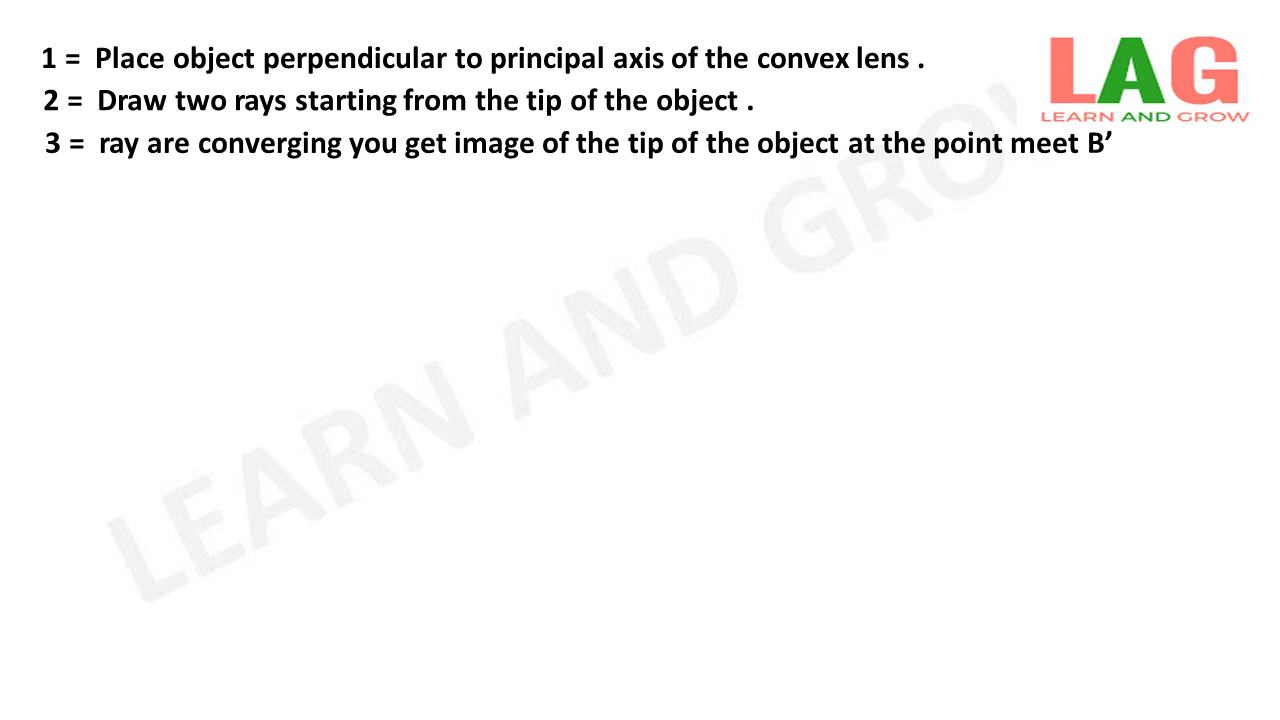 1 = Place object perpendicular to principal axis of the convex lens .
2 = Draw two rays starting from the tip of the object .
3 = ray are converging you get image of the tip of the object at the point meet B’
LAG
LEARN AND GROW
LEARN AND GROW